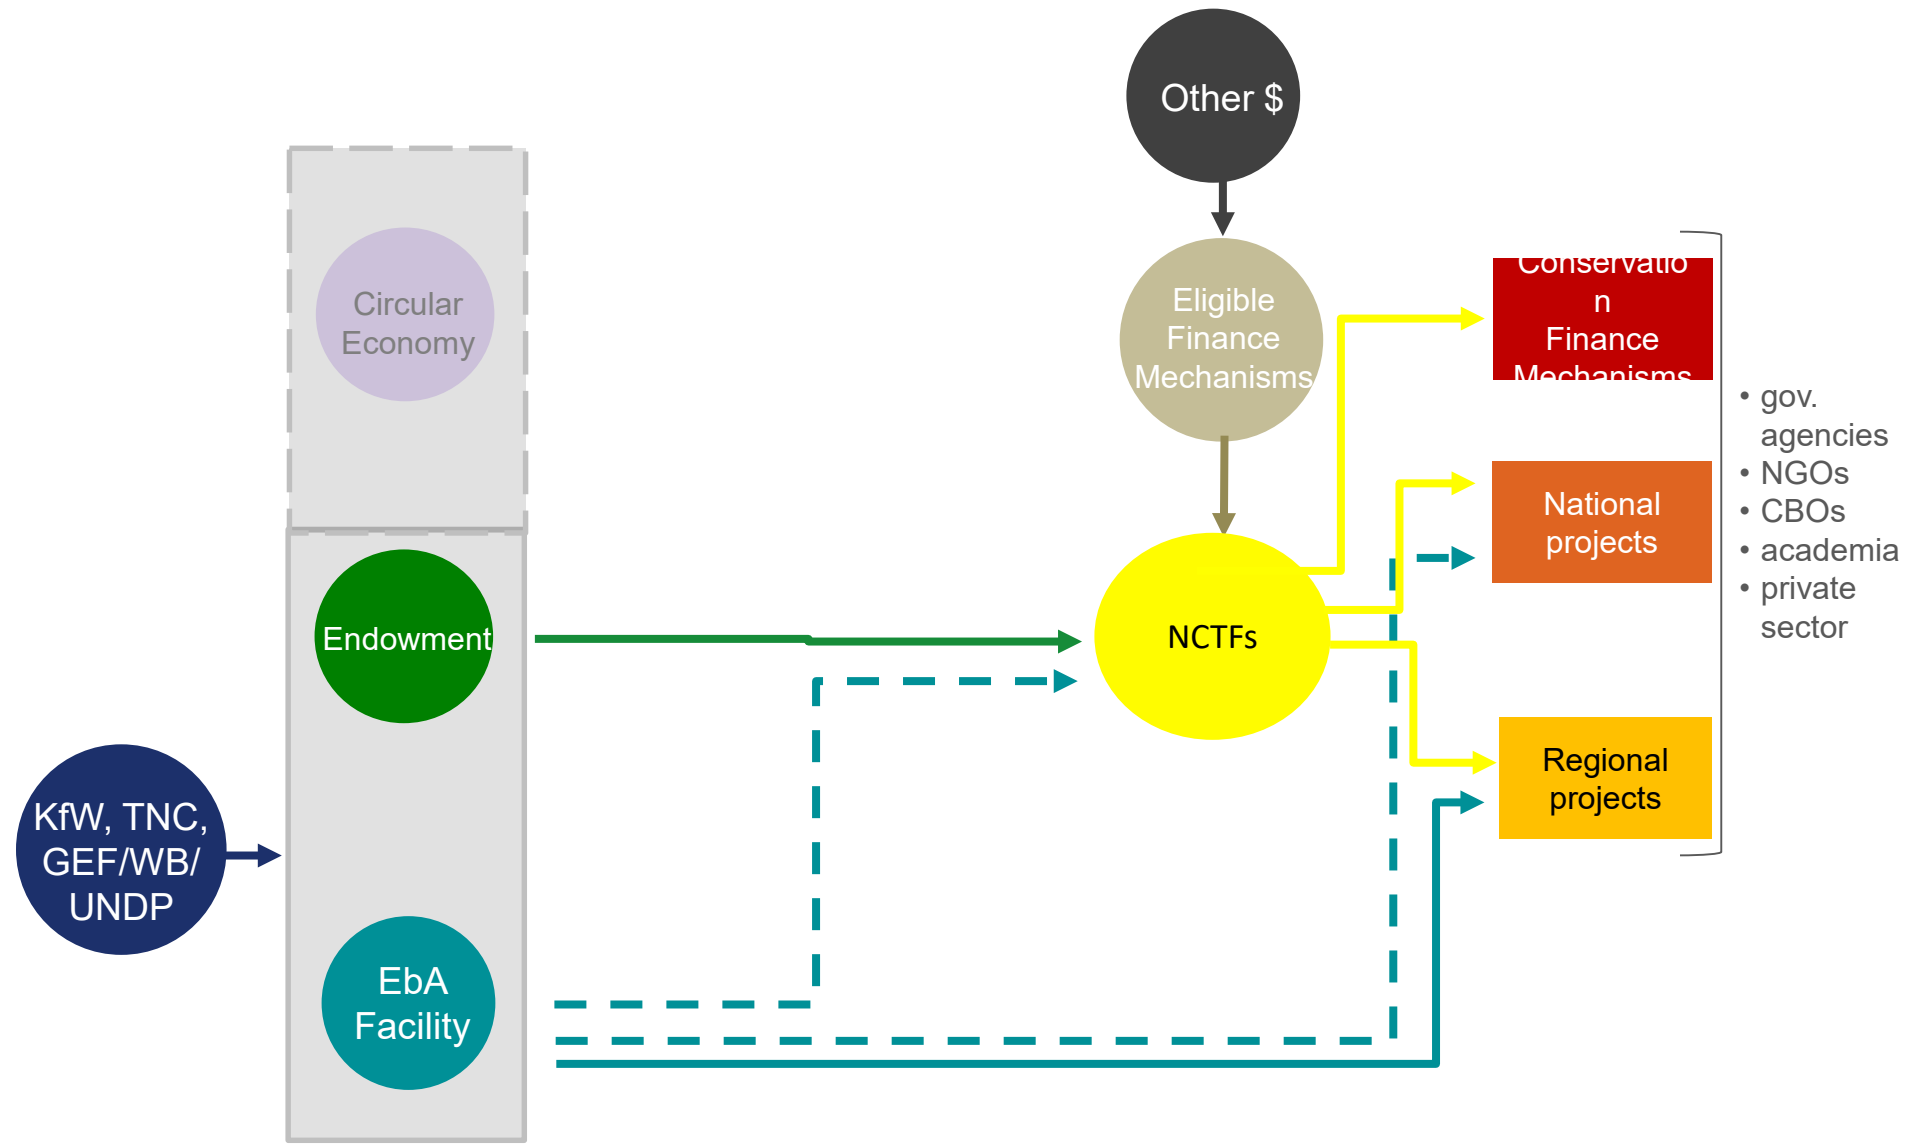 Other $
Circular
Economy
Eligible
Finance
Mechanisms
Conservatio
n
Finance
Mechanisms
• gov.
agencies
• NGOs
• CBOs
• academia
• private
sector
National
projects
Endowment
NCTFs
Regional
projects
KfW, TNC,
GEF/WB/
UNDP
EbA
Facility